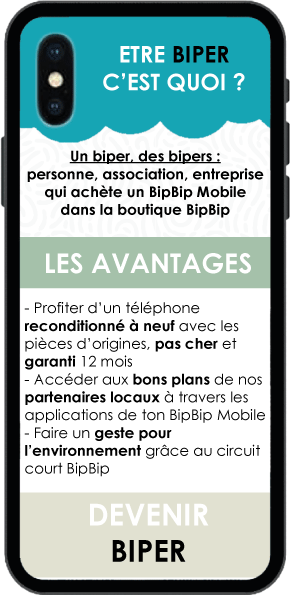 ETRE BIPER
C'EST QUOI ?
Un biper, des bipers :
personne, association, entreprise
qui achète un BipBip Mobile
dans la boutique BipBip
LES AVANTAGES
- Profiter d'un téléphone
reconditionné à neuf avec les
pièces d'origines, pas cher et
garanti 12 mois
- Accéder aux bons plans de nos
partenaires locaux à travers les
applications de ton BipBip Mobile
- Faire un geste pour
l'environnement grâce au circuit
court BipBip
DEVENIR
BIPER